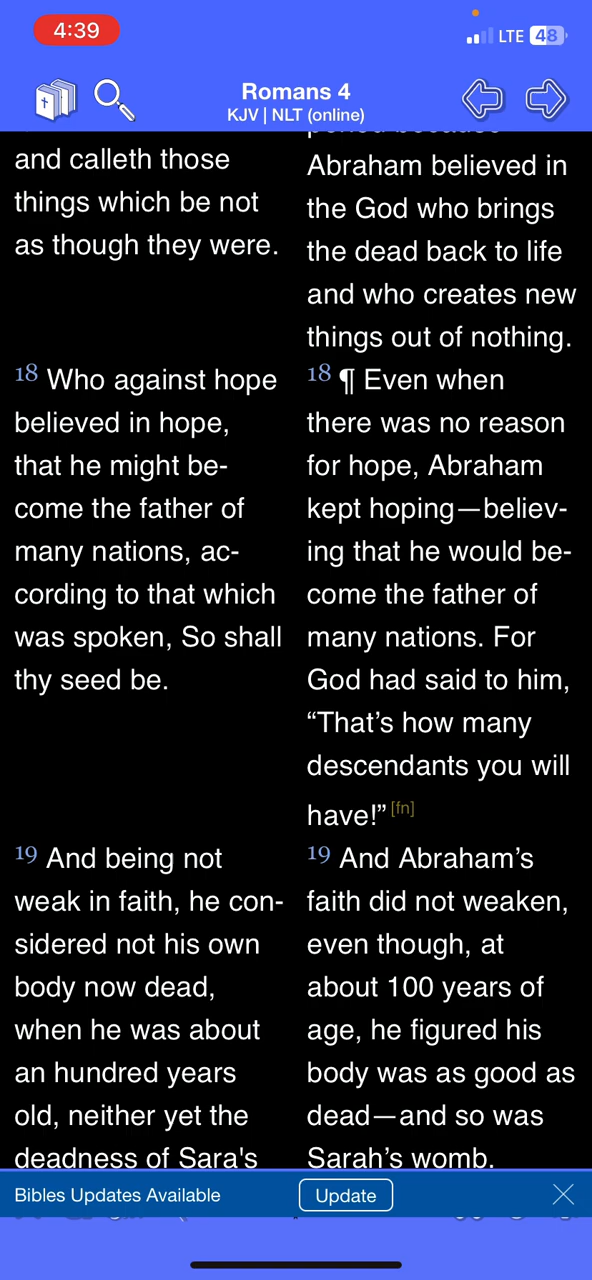 4:39
LTE 48
Romans 4
KJV | NLT (online)
and calleth those
things which be not
as though they were.
18 Who against hope
believed in hope,
that he might be-
come the father of
many nations, ac-
cording to that which
was spoken, So shall
thy seed be.
19 And being not
weak in faith, he con-
sidered not his own
body now dead,
when he was about
an hundred years
old, neither yet the
deadness of Sara's
because
Abraham believed in
the God who brings
the dead back to life
and who creates new
things out of nothing.
18 ¶ Even when
there was no reason
for hope, Abraham
kept hoping—believ-
ing that he would be-
come the father of
many nations. For
God had said to him,
“That’s how many
descendants you will
have!” [fn]
19 And Abraham’s
faith did not weaken,
even though, at
about 100 years of
age, he figured his
body was as good as
dead—and so was
Sarah’s womb.
Bibles Updates Available
Update